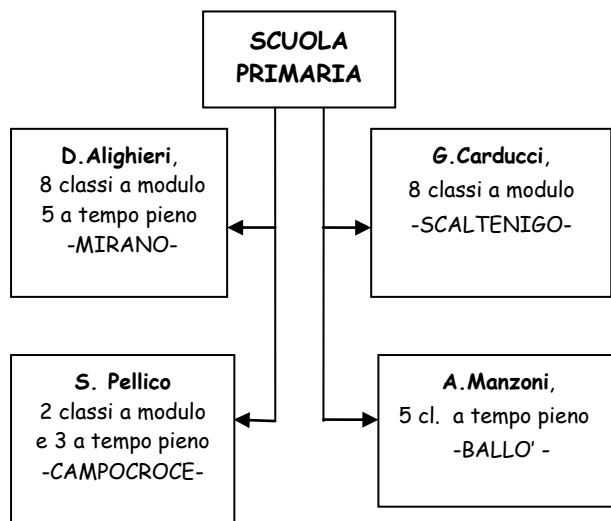 SCUOLA
PRIMARIA
D.Alighieri,
8 classi a modulo
5 a tempo pieno
-MIRANO-
G.Carducci,
8 classi a modulo
-SCALTENIGO-
S. Pellico
2 classi a modulo
e 3 a tempo pieno
-CAMPOCROCE-
A.Manzoni,
5 cl. a tempo pieno
-BALLO' -